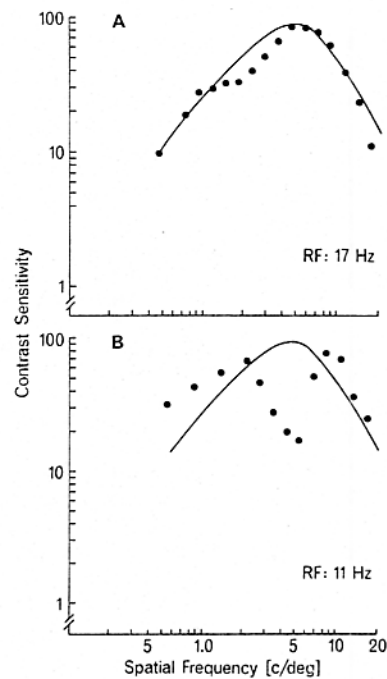 A
100
10
1
Contrast Sensitivity
RF: 17 Hz
B
100
10
1
RF: 11 Hz
5 1.0 5 10 20
Spatial Frequency [c/deg]